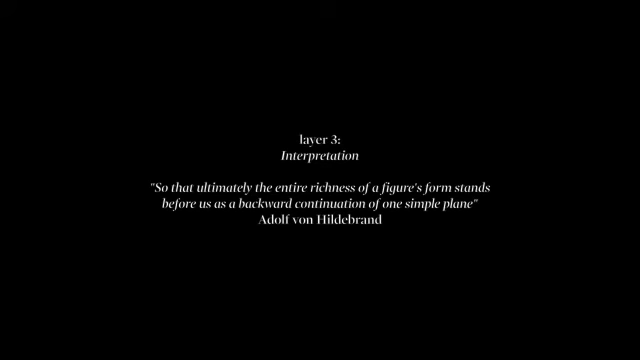 layer 3:
Interpretation
"So that ultimately the entire richness of a figure's form stands
before us as a backward continuation of one simple plane"
Adolf von Hildebrand